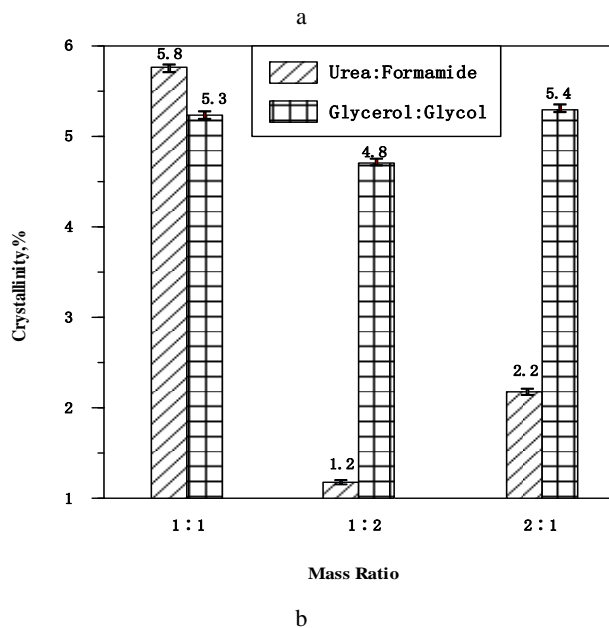 a
6
5
4
3
2
1
Crystallinity,%
Urea:Formamide
Glycerol:Glycol
5.8
5.3
1.2
4.8
2.2
5.4
1:1
1:2
2:1
Mass Ratio
b